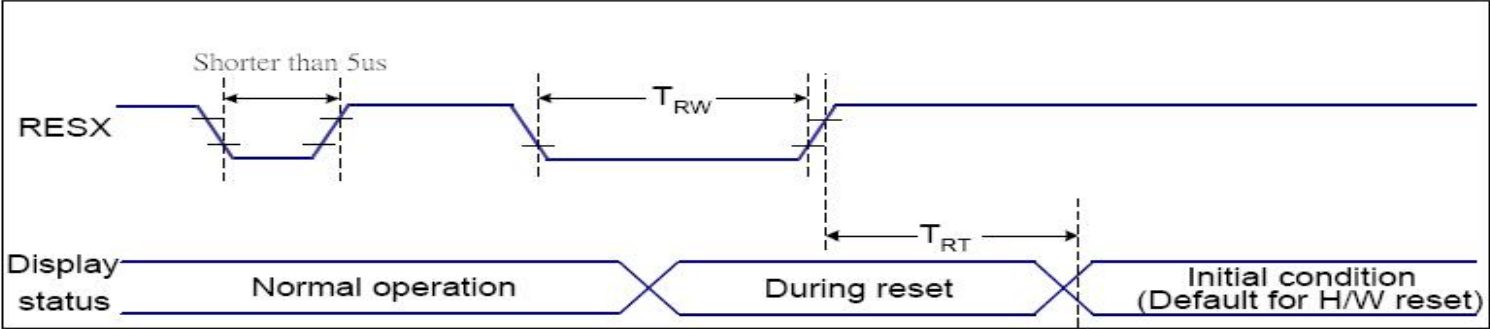 Shorter than 5us
RESX
TRW
TRT
Display
status
Normal operation
During reset
Initial condition
(Default for H/W reset)